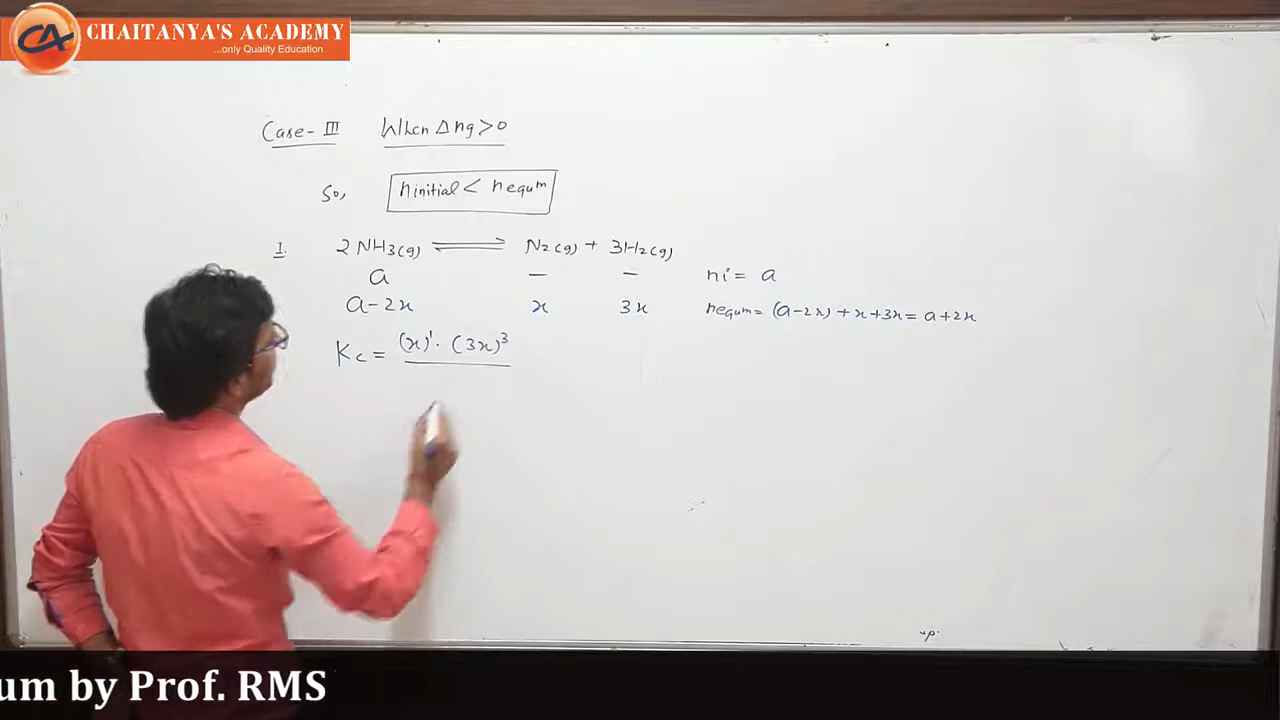 CHAITANYA'S ACADEMY
...only Quality Education
Case-III When Δng>0
So, ninitial < nequm
1. 2NH3(g) ⇌ N2(g) + 3H2(g)
a — — ni = a
a-2x x 3x nequm = (a-2x)+x+3x = a+2x
Kc = (x)¹·(3x)³
um by Prof. RMS